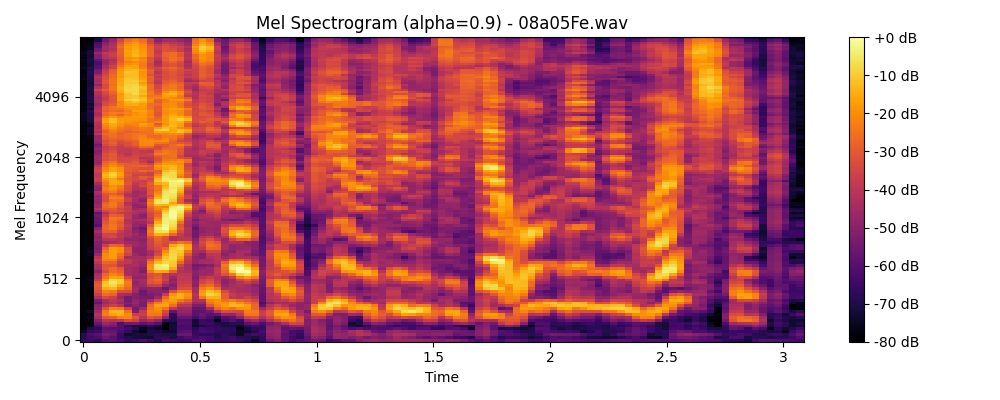 Mel Spectrogram (alpha=0.9) - 08a05Fe.wav
Mel Frequency
4096
2048
1024
512
0
0
0.5
1
1.5
2
2.5
3
Time
+0 dB
-10 dB
-20 dB
-30 dB
-40 dB
-50 dB
-60 dB
-70 dB
-80 dB